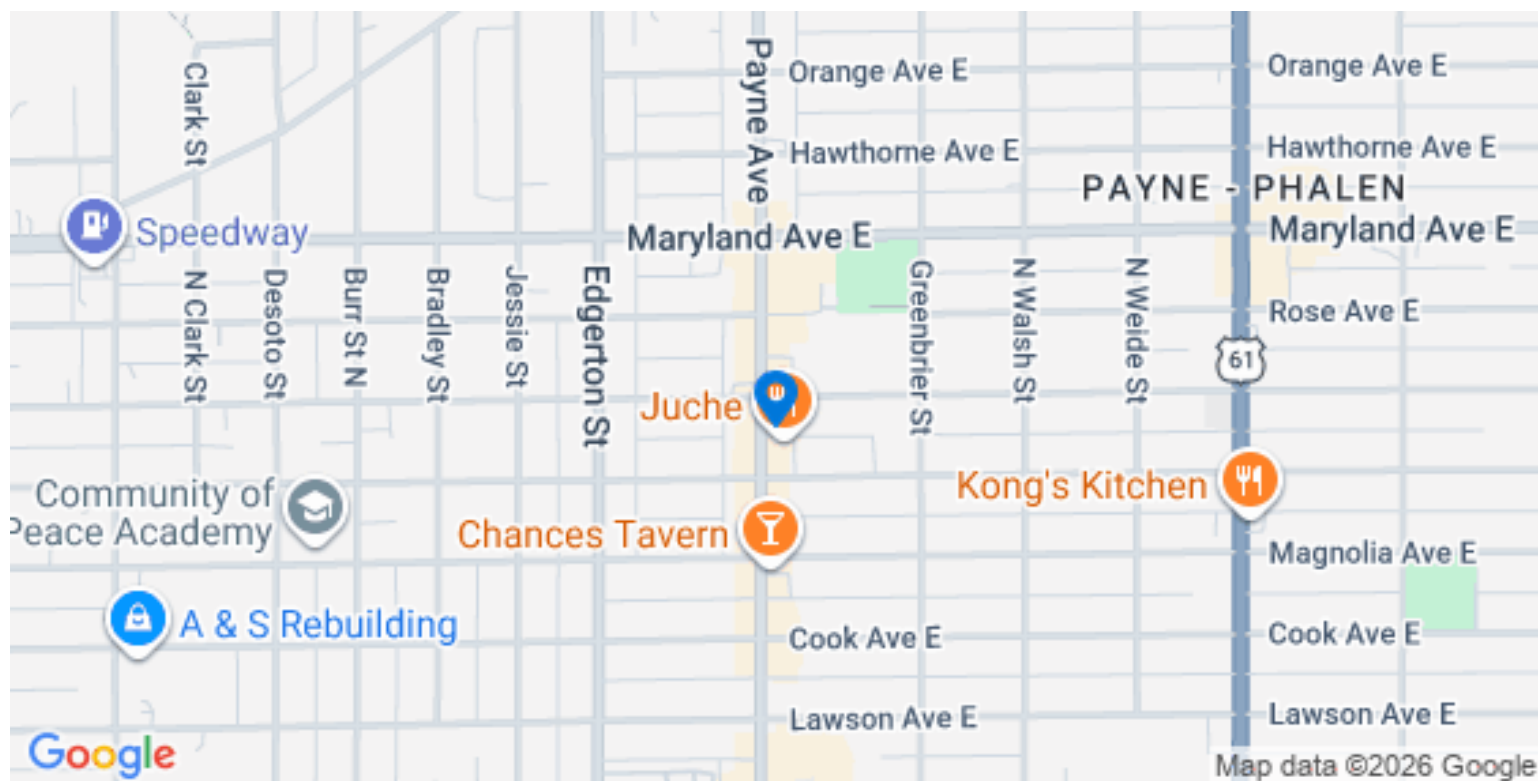 Clark St
Payne Ave
Orange Ave E
Orange Ave E
Hawthorne Ave E
Hawthorne Ave E
PAYNE - PHALEN
Speedway
Maryland Ave E
Maryland Ave E
N Clark St
Desoto St
Burr St N
Bradley St
Jessie St
Edgerton St
Greenbrier St
N Walsh St
N Weide St
Rose Ave E
61
Juche
Community of
Peace Academy
Kong's Kitchen
Chances Tavern
Magnolia Ave E
A & S Rebuilding
Cook Ave E
Cook Ave E
Lawson Ave E
Lawson Ave E
Google
Map data ©2026 Google